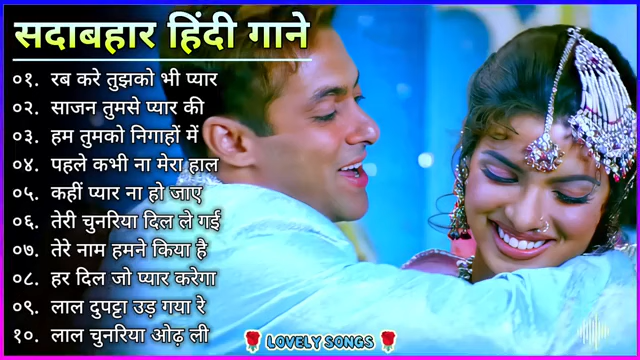 सदाबहार हिंदी गाने
०१. रब करे तुझको भी प्यार
०२. साजन तुमसे प्यार की
०३. हम तुमको निगाहों में
०४. पहले कभी ना मेरा हाल
०५. कहीं प्यार ना हो जाए
०६. तेरी चुनरिया दिल ले गई
०७. तेरे नाम हमने किया है
०८. हर दिल जो प्यार करेगा
०९. लाल दुपट्टा उड़ गया रे
१०. लाल चुनरिया ओढ़ ली
LOVELY SONGS